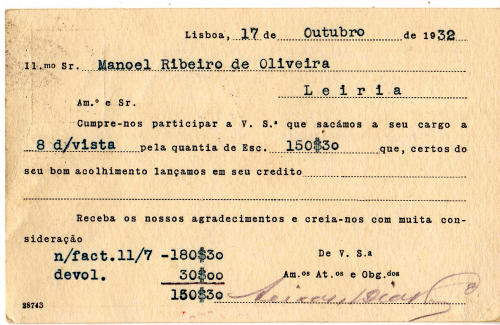 Lisboa, 17 de Outubro de 1932
Il.mo Sr. Manoel Ribeiro de Oliveira
Leiria
Am.º e Sr.
Cumpre-nos participar a V. S.ª que sacámos a seu cargo a
8 d/vista pela quantia de Esc. 150$30 que, certos do
seu bom acolhimento lançamos em seu credito
Receba os nossos agradecimentos e creia-nos com muita con-
sideração
n/fact.11/7 -180$30 De V. S.a
devol. 30$00 Am.os At.os e Obg.dos
150$30
28743